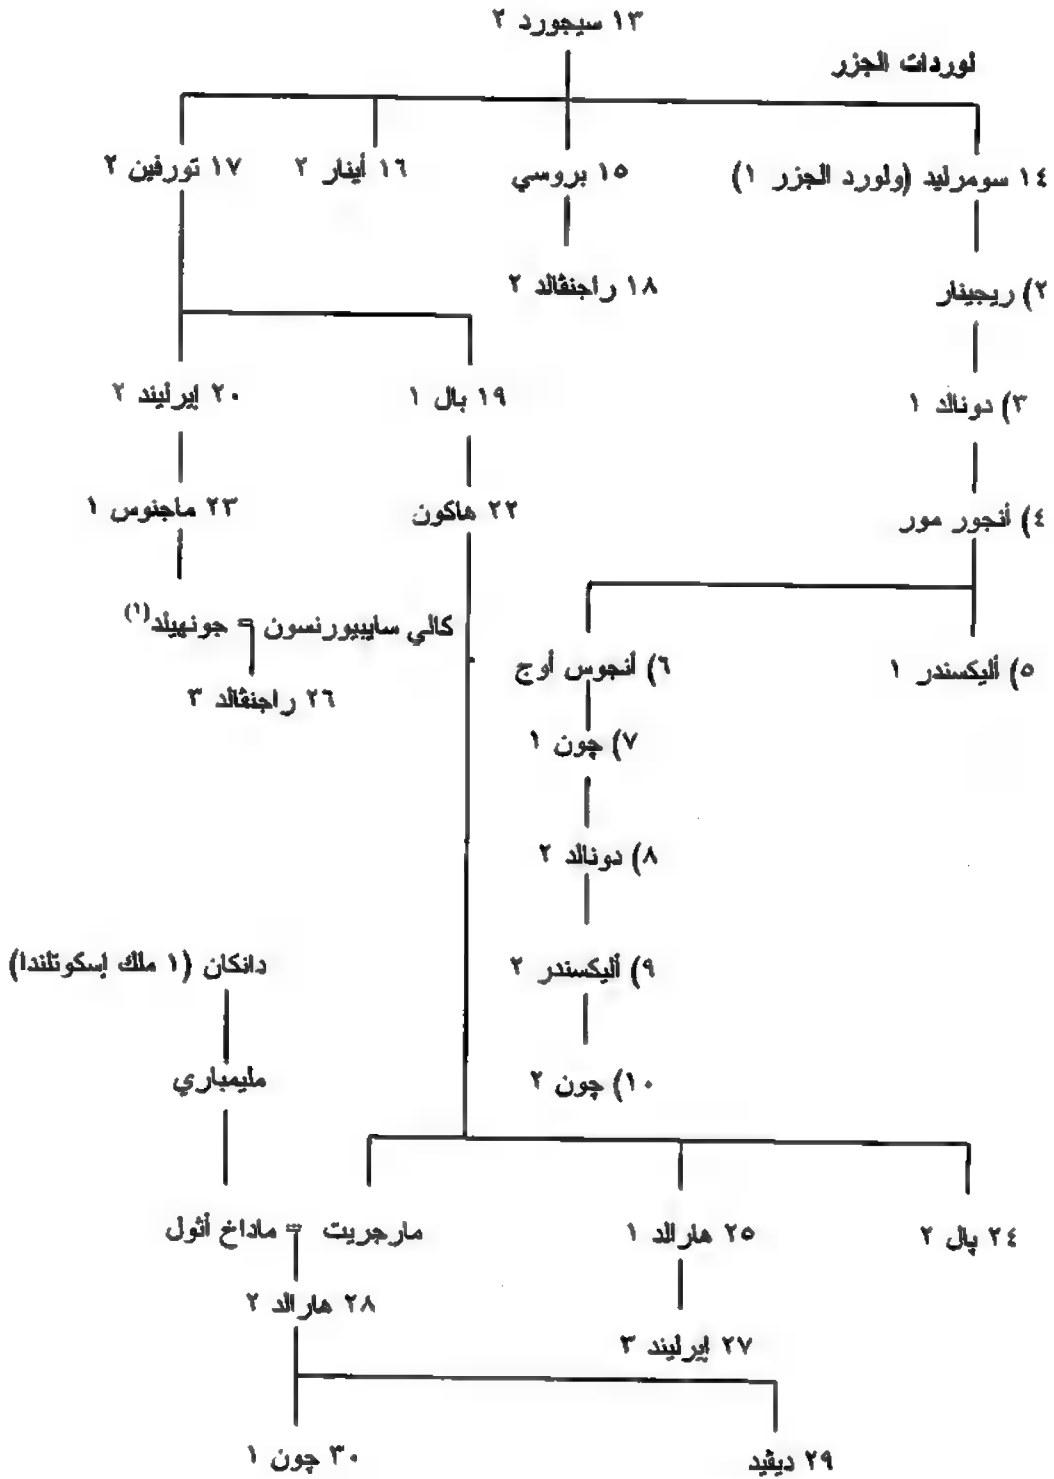 ١٣ سيجورد ٢
لوردات الجزر
١٤ سومرليد (ولورد الجزر ١)
١٥ بروسي
١٦ أينار ٢
١٧ تورفين ٢
٢) ريجينار
١٨ راجنڤالد ٢
٣) دونالد ١
١٩ بال ١
٢٠ إيرليند ٢
٤) أنجور مور
٢٢ هاكون
٢٣ ماجنوس ١
كالي سايبيورنسون = جونهيلد(١)
٥) أليكسندر ١
٦) أنجوس أوج
٢٦ راجنڤالد ٣
٧) چون ١
٨) دونالد ٢
٩) أليكسندر ٢
دانكان (١ ملك إسكوتلندا)
١٠) چون ٢
مليمباري
٢٤ پال ٢
٢٥ هارالد ١
مارجريت = ماداخ أثول
٢٨ هارالد ٢
٢٧ إيرليند ٣
٢٩ ديڤيد
٣٠ چون ١